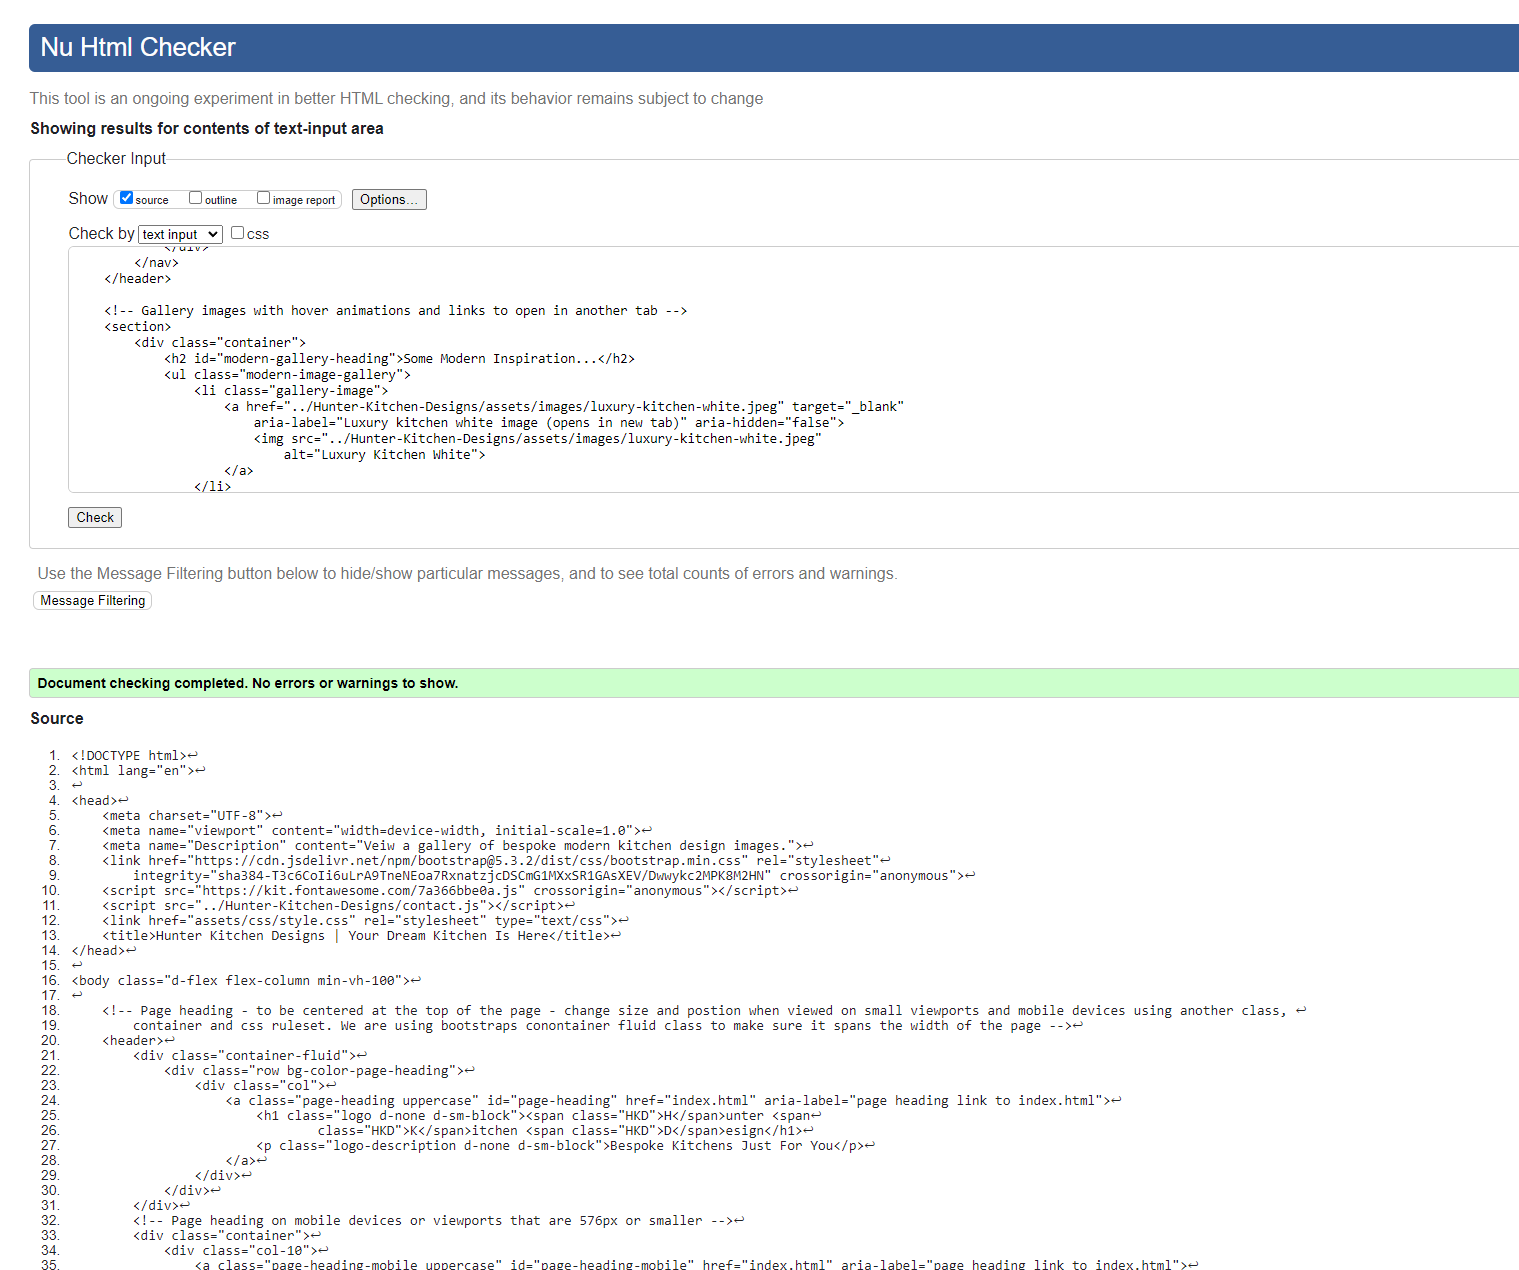 Nu Html Checker
This tool is an ongoing experiment in better HTML checking, and its behavior remains subject to change
Showing results for contents of text-input area
Checker Input
Show source outline image report Options...
Check by text input css
</div>
</nav>
</header>
<!-- Gallery images with hover animations and links to open in another tab -->
<section>
<div class="container">
<h2 id="modern-gallery-heading">Some Modern Inspiration...</h2>
<ul class="modern-image-gallery">
<li class="gallery-image">
<a href="../Hunter-Kitchen-Designs/assets/images/luxury-kitchen-white.jpeg" target="_blank"
aria-label="Luxury kitchen white image (opens in new tab)" aria-hidden="false">
<img src="../Hunter-Kitchen-Designs/assets/images/luxury-kitchen-white.jpeg"
alt="Luxury Kitchen White">
</a>
</li>
Check
Use the Message Filtering button below to hide/show particular messages, and to see total counts of errors and warnings.
Message Filtering
Document checking completed. No errors or warnings to show.
Source
1. <!DOCTYPE html>↩
2. <html lang="en">↩
3. ↩
4. <head>↩
5. <meta charset="UTF-8">↩
6. <meta name="viewport" content="width=device-width, initial-scale=1.0">↩
7. <meta name="Description" content="Veiw a gallery of bespoke modern kitchen design images.">↩
8. <link href="https://cdn.jsdelivr.net/npm/bootstrap@5.3.2/dist/css/bootstrap.min.css" rel="stylesheet"↩
9. integrity="sha384-T3c6CoIi6uLrA9TneNEoa7RxnatzjcDSCmG1MXxSR1GAsXEV/Dwwykc2MPK8M2HN" crossorigin="anonymous">↩
10. <script src="https://kit.fontawesome.com/7a366bbe0a.js" crossorigin="anonymous"></script>↩
11. <script src="../Hunter-Kitchen-Designs/contact.js"></script>↩
12. <link href="assets/css/style.css" rel="stylesheet" type="text/css">↩
13. <title>Hunter Kitchen Designs | Your Dream Kitchen Is Here</title>↩
14. </head>↩
15. ↩
16. <body class="d-flex flex-column min-vh-100">↩
17. ↩
18. <!-- Page heading - to be centered at the top of the page - change size and postion when viewed on small viewports and mobile devices using another class, ↩
19. container and css ruleset. We are using bootstraps conontainer fluid class to make sure it spans the width of the page -->↩
20. <header>↩
21. <div class="container-fluid">↩
22. <div class="row bg-color-page-heading">↩
23. <div class="col">↩
24. <a class="page-heading uppercase" id="page-heading" href="index.html" aria-label="page heading link to index.html">↩
25. <h1 class="logo d-none d-sm-block"><span class="HKD">H</span>unter <span↩
26. class="HKD">K</span>itchen <span class="HKD">D</span>esign</h1>↩
27. <p class="logo-description d-none d-sm-block">Bespoke Kitchens Just For You</p>↩
28. </a>↩
29. </div>↩
30. </div>↩
31. </div>↩
32. <!-- Page heading on mobile devices or viewports that are 576px or smaller -->↩
33. <div class="container">↩
34. <div class="col-10">↩
35. <a class="page-heading-mobile uppercase" id="page-heading-mobile" href="index.html" aria-label="page heading link to index.html">↩